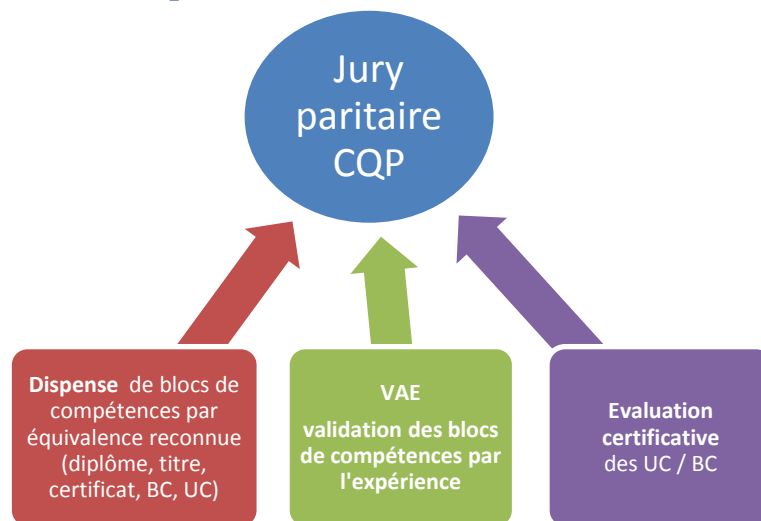 Jury
paritaire
CQP
Dispense de blocs de
compétences par
équivalence reconnue
(diplôme, titre,
certificat, BC, UC)
VAE
validation des blocs
de compétences par
l'expérience
Evaluation
certificative
des UC / BC